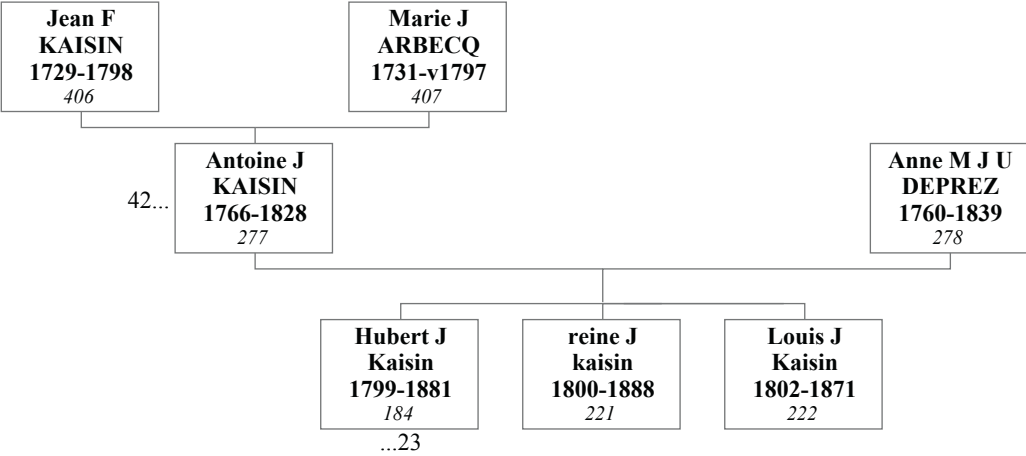 Jean F
KAISIN
1729-1798
406
Marie J
ARBECQ
1731-v1797
407
42...
Antoine J
KAISIN
1766-1828
277
Anne M J U
DEPREZ
1760-1839
278
Hubert J
Kaisin
1799-1881
184
...23
reine J
kaisin
1800-1888
221
Louis J
Kaisin
1802-1871
222